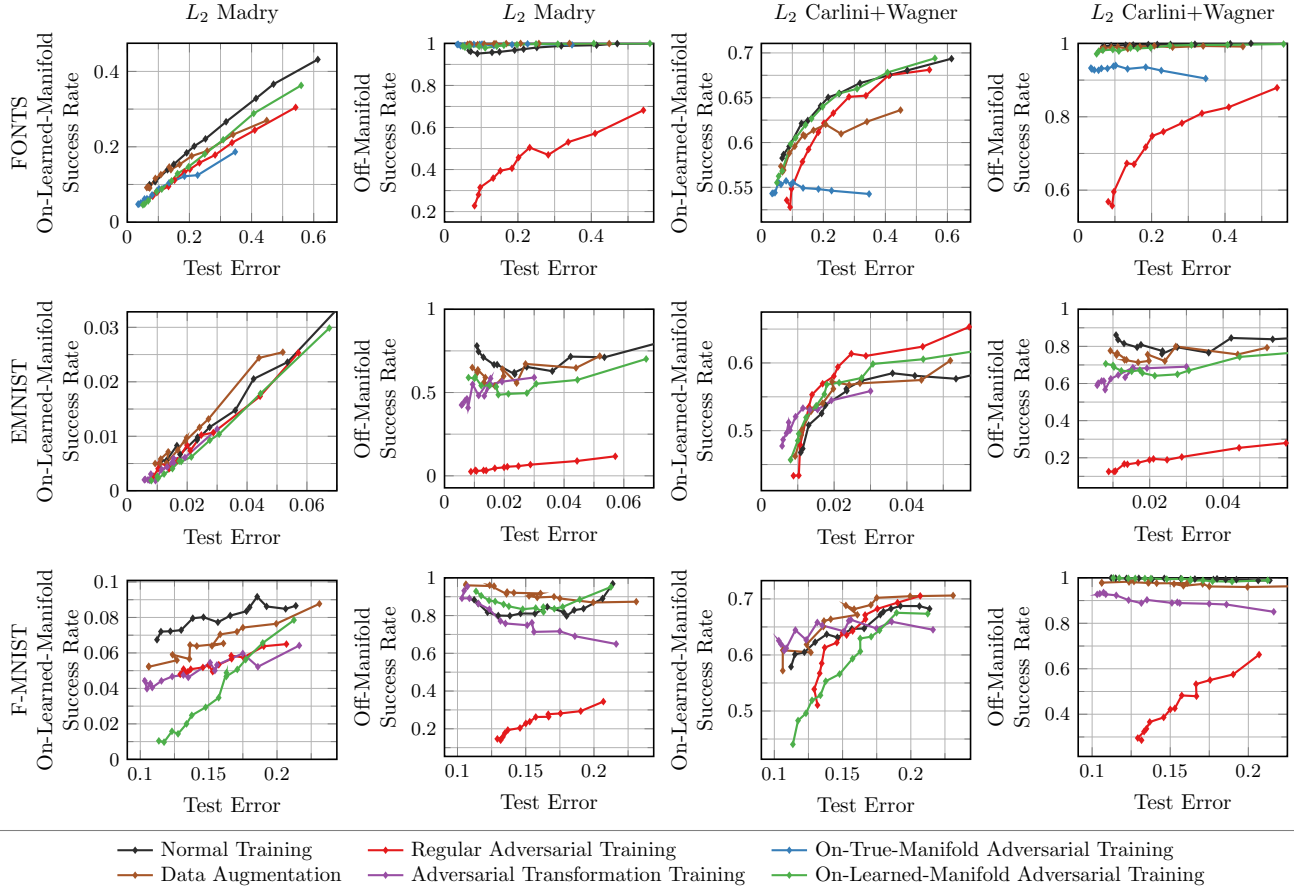 L2 Madry
L2 Madry
L2 Carlini+Wagner
L2 Carlini+Wagner
FONTS
On-Learned-Manifold
Success Rate
0.4
0.2
0
0 0.2 0.4 0.6
Test Error
Off-Manifold
Success Rate
1
0.8
0.6
0.4
0.2
0 0.2 0.4
Test Error
On-Learned-Manifold
Success Rate
0.7
0.65
0.6
0.55
0 0.2 0.4 0.6
Test Error
Off-Manifold
Success Rate
1
0.8
0.6
0 0.2 0.4
Test Error
EMNIST
On-Learned-Manifold
Success Rate
0.03
0.02
0.01
0
0 0.02 0.04 0.06
Test Error
Off-Manifold
Success Rate
1
0.5
0
0.02 0.04 0.06
Test Error
On-Learned-Manifold
Success Rate
0.6
0.5
0 0.02 0.04
Test Error
Off-Manifold
Success Rate
1
0.8
0.6
0.4
0.2
0.02 0.04
Test Error
F-MNIST
On-Learned-Manifold
Success Rate
0.1
0.08
0.06
0.04
0.02
0
0.1 0.15 0.2
Test Error
Off-Manifold
Success Rate
1
0.8
0.6
0.4
0.2
0.1 0.15 0.2
Test Error
On-Learned-Manifold
Success Rate
0.7
0.6
0.5
0.1 0.15 0.2
Test Error
Off-Manifold
Success Rate
1
0.8
0.6
0.4
0.1 0.15 0.2
Test Error
Normal Training
Regular Adversarial Training
On-True-Manifold Adversarial Training
Data Augmentation
Adversarial Transformation Training
On-Learned-Manifold Adversarial Training